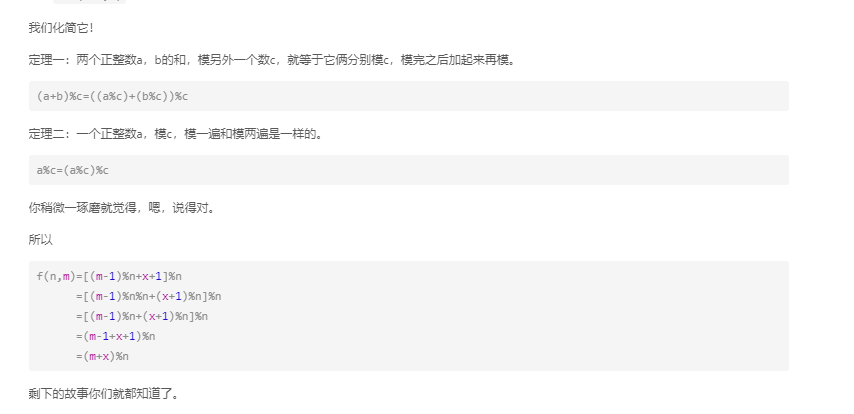 我们化简它!
定理一：两个正整数a，b的和，模另外一个数c，就等于它俩分别模c，模完之后加起来再模。
(a+b)%c=((a%c)+(b%c))%c
定理二：一个正整数a，模c，模一遍和模两遍是一样的。
a%c=(a%c)%c
你稍微一琢磨就觉得，嗯，说得对。
所以
f(n,m)=[(m-1)%n+x+1]%n
=[(m-1)%n%n+(x+1)%n]%n
=[(m-1)%n+(x+1)%n]%n
=(m-1+x+1)%n
=(m+x)%n
剩下的故事你们就都知道了。